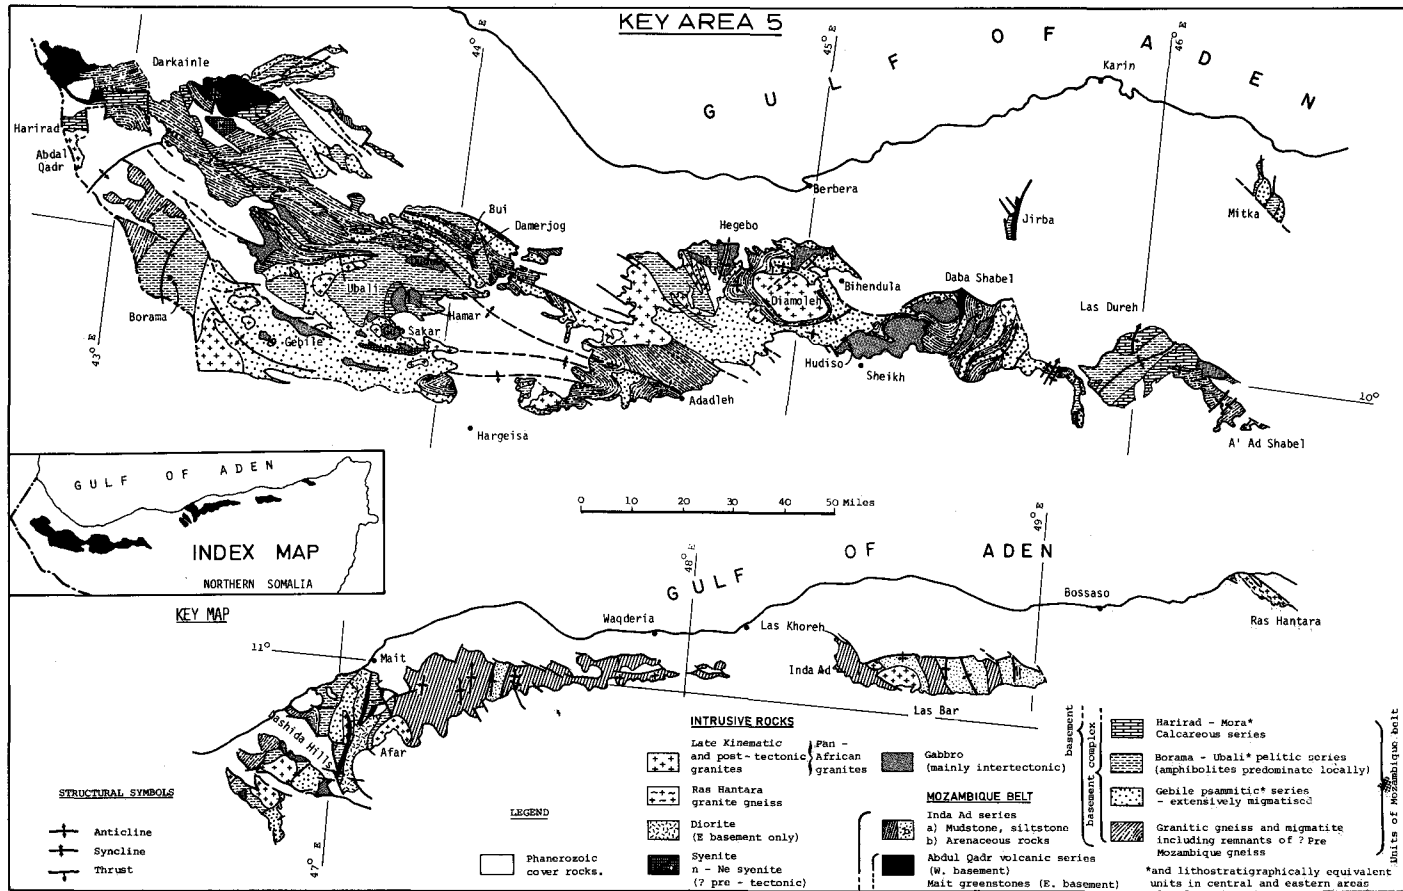 KEY AREA 5
GULF OF ADEN
44°
45° E
46° E
Darkainle
Karin
Harirad
Abdal
Qadr
Berbera
Mitka
Jirba
Bui
Damerjog
Hegebo
Bihendula
Daba Shabel
Las Dureh
Ubali
Diamoleh
Borama
Hamar
Gebile
Sakar
Hudiso
Sheikh
43° E
Adadleh
10°
Hargeisa
A' Ad Shabel
GULF OF ADEN
INDEX MAP
NORTHERN SOMALIA
0 10 20 30 40 50 Miles
KEY MAP
GULF OF ADEN
48° E
49° E
Waqderia
Las Khoreh
Bossaso
Ras Hantara
11°
Mait
Inda Ad
Las Bar
Dashida Hills
Afar
47° E
STRUCTURAL SYMBOLS
Anticline
Syncline
Thrust
LEGEND
Phanerozoic
cover rocks.
INTRUSIVE ROCKS
Late Kinematic
and post-tectonic
granites
Pan -
African
granites
Ras Hantara
granite gneiss
Diorite
(E basement only)
Syenite
n - Ne syenite
(? pre - tectonic)
Gabbro
(mainly intertectonic)
MOZAMBIQUE BELT
Inda Ad series
a) Mudstone, siltstone
b) Arenaceous rocks
a
b
Abdul Qadr volcanic series
(W. basement)
Mait greenstones (E. basement)
basement
basement complex
Harirad - Mora*
Calcareous series
Borama - Ubali* pelitic series
(amphibolites predominate locally)
Gebile psammitic* series
- extensively migmatised
Granitic gneiss and migmatite
including remnants of ? Pre
Mozambique gneiss
Units of Mozambique belt
*and lithostratigraphically equivalent
units in central and eastern areas